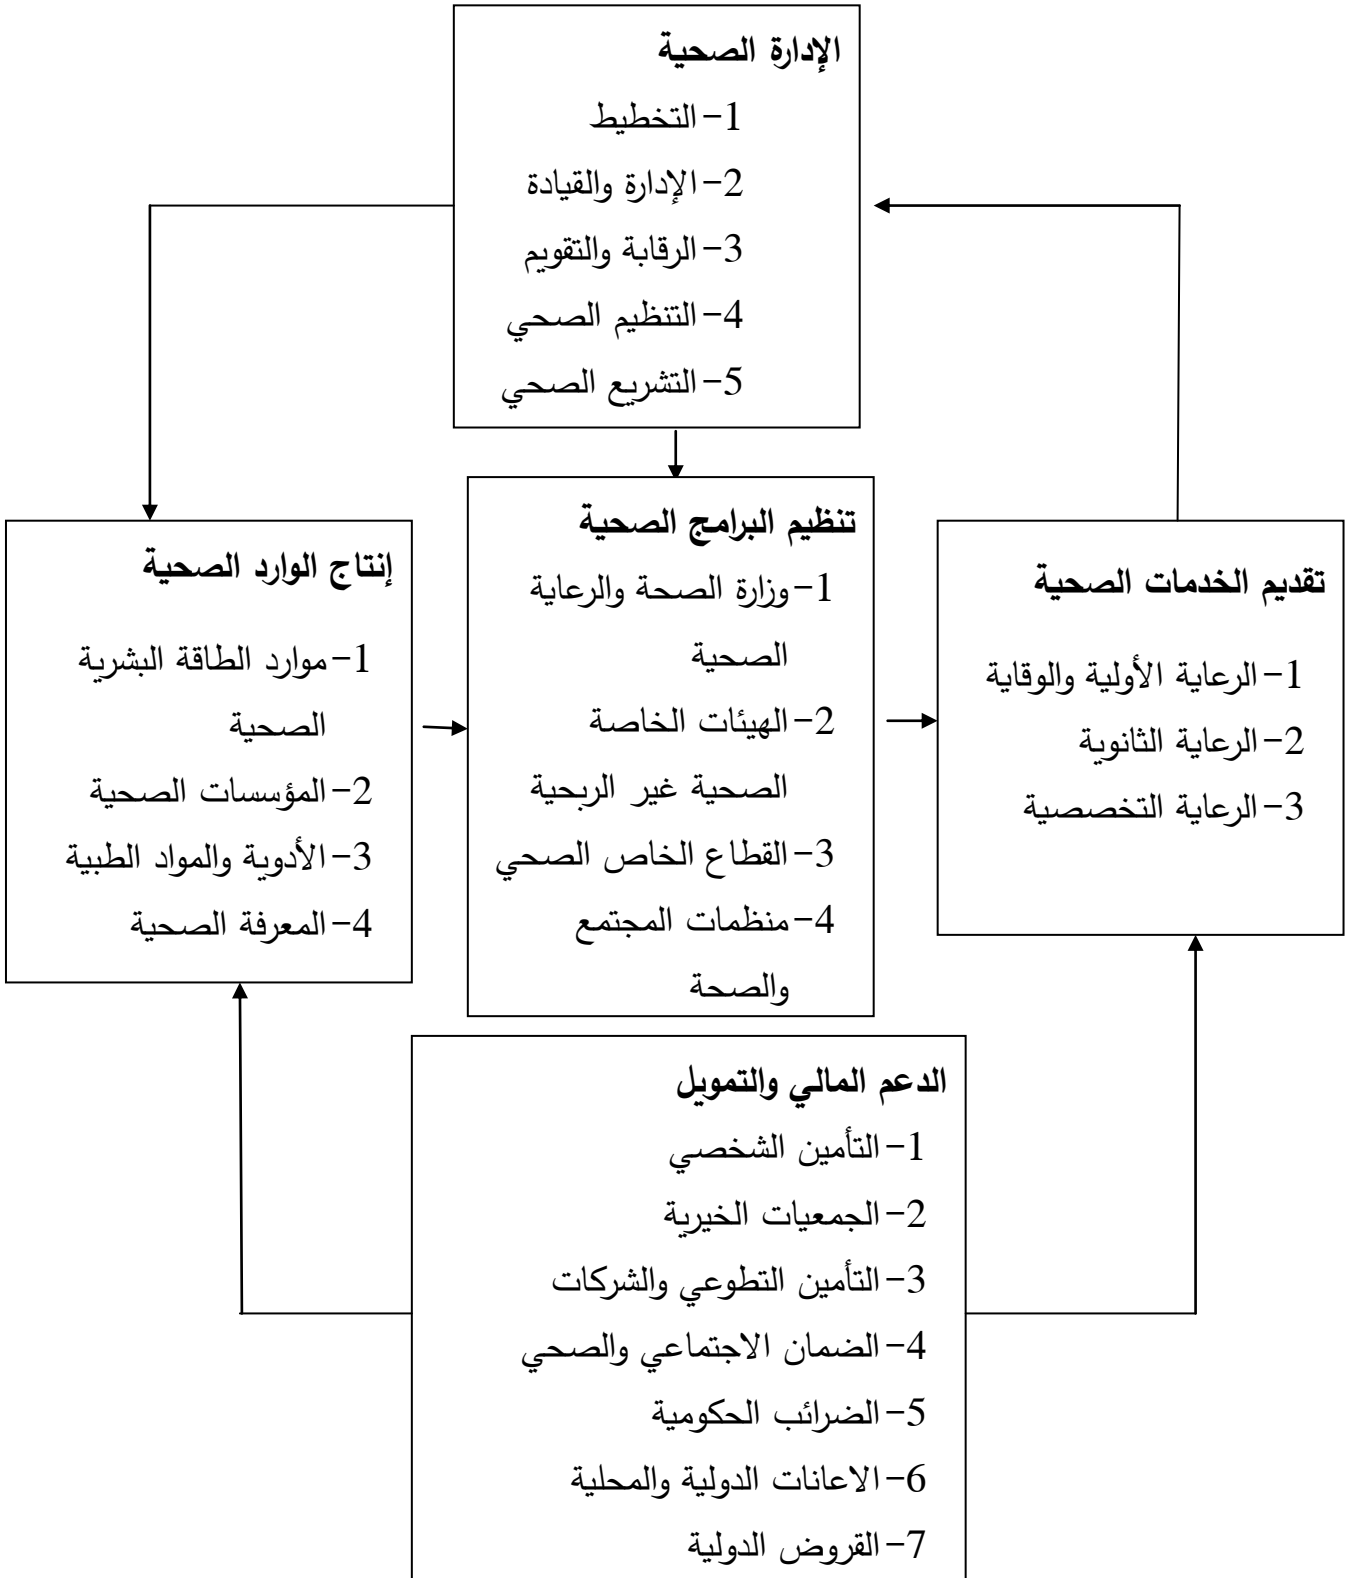 الإدارة الصحية
1- التخطيط
2- الإدارة والقيادة
3- الرقابة والتقويم
4- التنظيم الصحي
5- التشريع الصحي
تقديم الخدمات الصحية
1- الرعاية الأولية والوقاية
2- الرعاية الثانوية
3- الرعاية التخصصية
تنظيم البرامج الصحية
1- وزارة الصحة والرعاية
الصحية
2- الهيئات الخاصة
الصحية غير الربحية
3- القطاع الخاص الصحي
4- منظمات المجتمع
والصحة
إنتاج الوارد الصحية
1- موارد الطاقة البشرية
الصحية
2- المؤسسات الصحية
3- الأدوية والمواد الطبية
4- المعرفة الصحية
الدعم المالي والتمويل
1- التأمين الشخصي
2- الجمعيات الخيرية
3- التأمين التطوعي والشركات
4- الضمان الاجتماعي والصحي
5- الضرائب الحكومية
6- الاعانات الدولية والمحلية
7- القروض الدولية